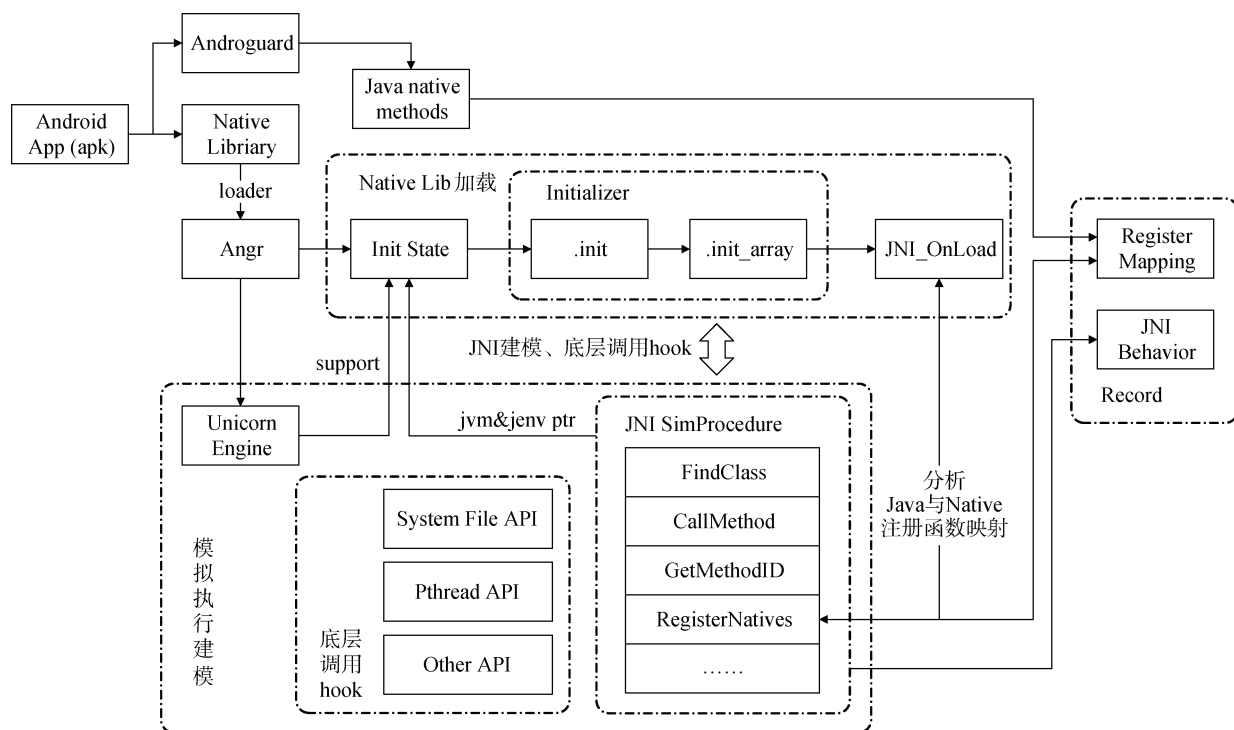 Androguard
Java native
methods
Android
App (apk)
Native
Libriary
loader
Native Lib加载
Initializer
Angr
Init State
.init
.init_array
JNI_OnLoad
Register
Mapping
JNI
Behavior
Record
JNI建模、底层调用hook
support
Unicorn
Engine
jvm&jenv ptr
JNI SimProcedure
FindClass
CallMethod
GetMethodID
RegisterNatives
……
分析
Java与Native
注册函数映射
System File API
Pthread API
Other API
底层
调用
hook
模
拟
执
行
建
模